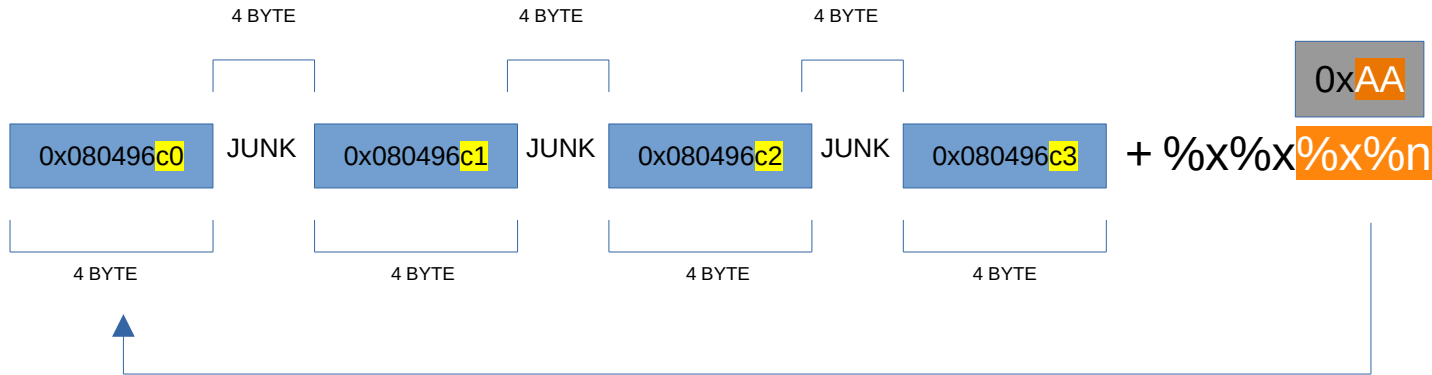 4 BYTE 4 BYTE 4 BYTE
0xAA
0x080496c0 JUNK 0x080496c1 JUNK 0x080496c2 JUNK 0x080496c3 + %x%x%x%n
4 BYTE 4 BYTE 4 BYTE 4 BYTE